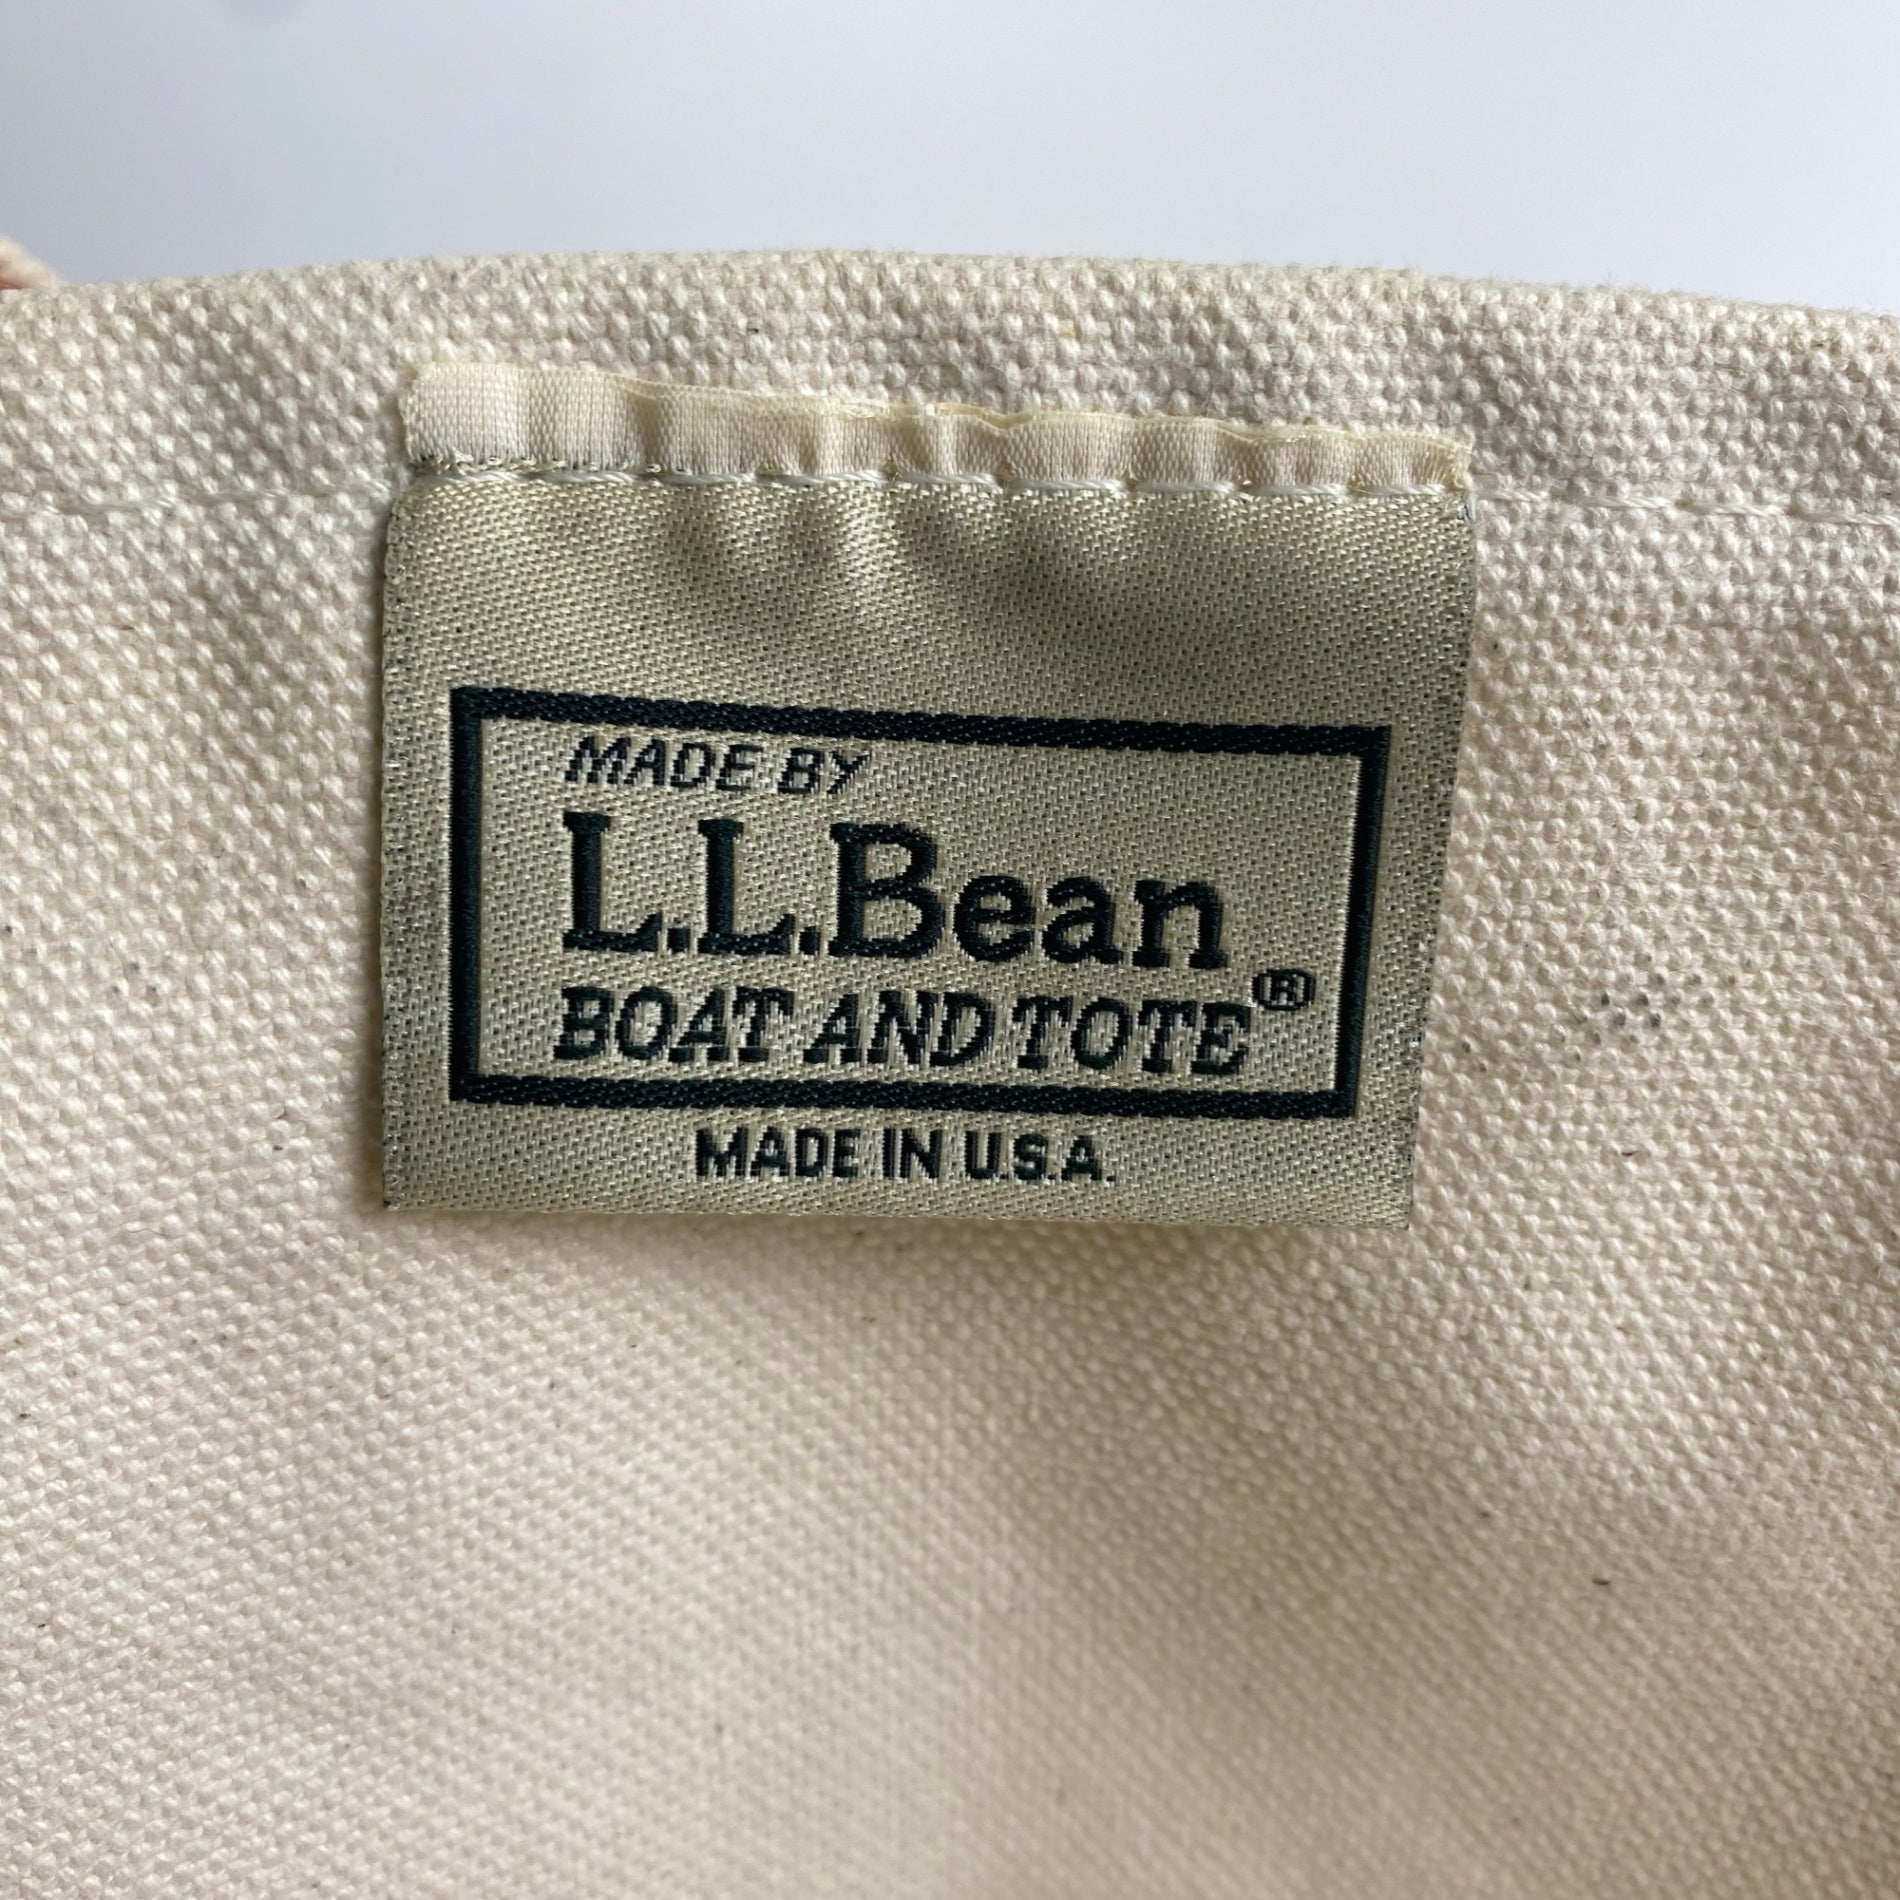 MADE BY
L.L.Bean
BOAT AND TOTE®
MADE IN U.S.A.